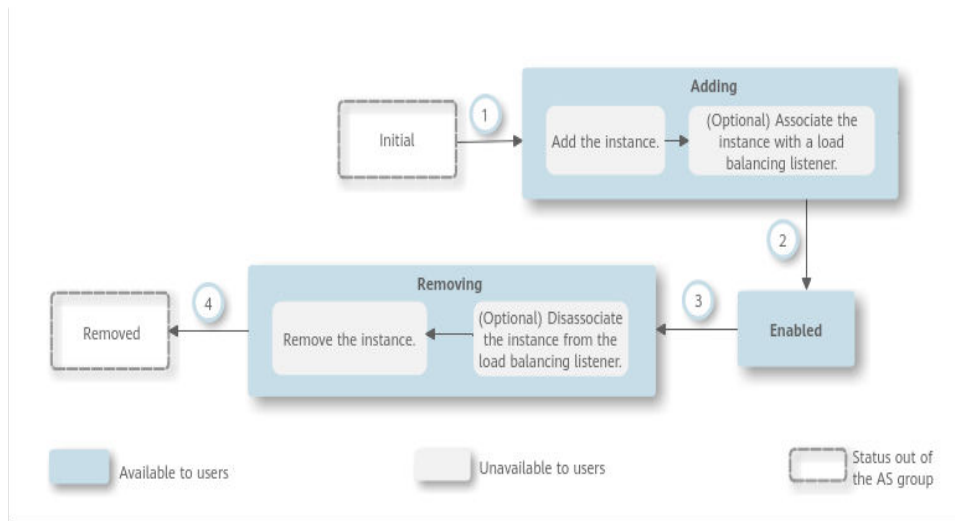 Adding
Initial
1
Add the instance.
(Optional) Associate the
instance with a load
balancing listener.
2
Removing
Removed
4
Remove the instance.
(Optional) Disassociate
the instance from the
load balancing listener.
3
Enabled
Available to users
Unavailable to users
Status out of
the AS group